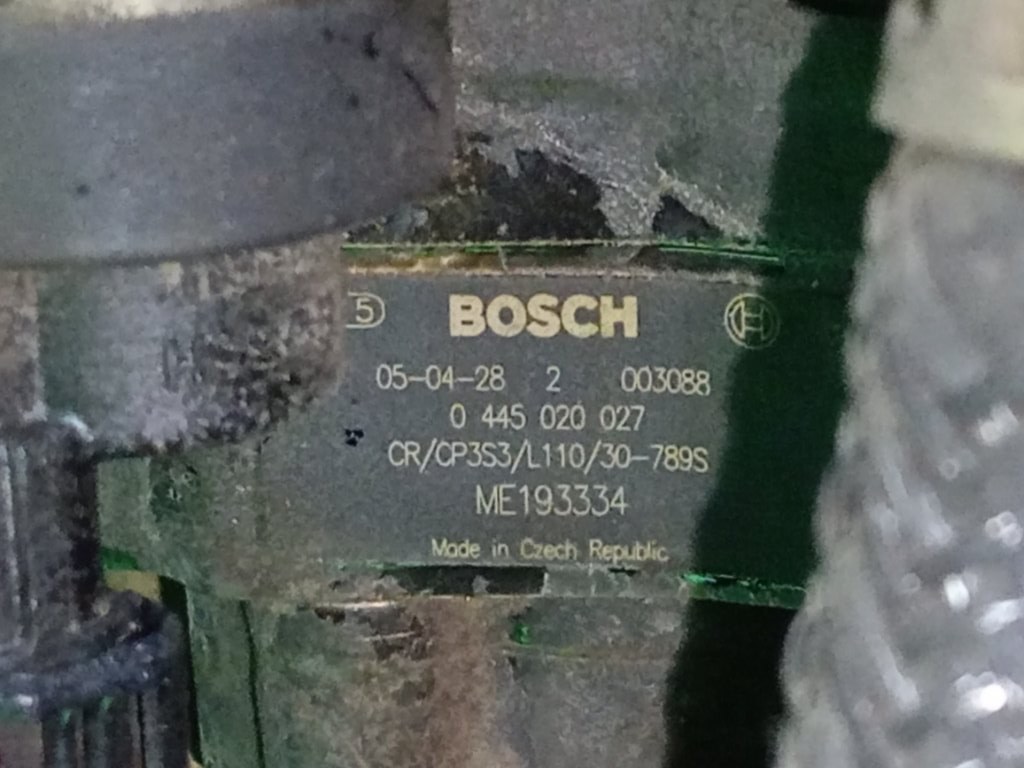 5 BOSCH
05-04-28 2 003088
0 445 020 027
CR/CP3S3/L110/30-789S
ME193334
Made in Czech Republic